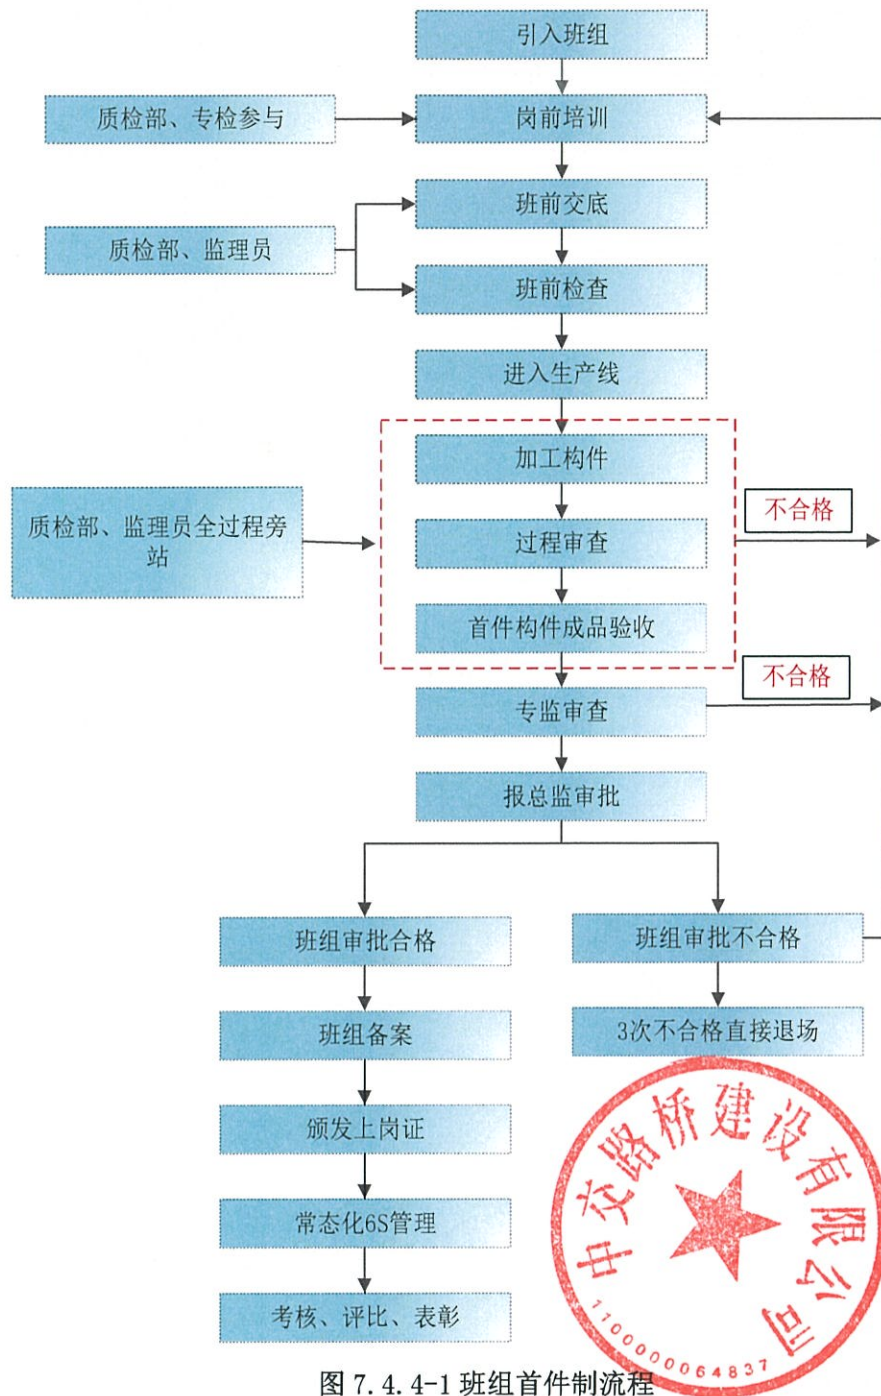 引入班组
质检部、专检参与
岗前培训
班前交底
质检部、监理员
班前检查
进入生产线
加工构件
不合格
质检部、监理员全过程旁
站
过程审查
首件构件成品验收
不合格
专监审查
报总监审批
班组审批合格
班组审批不合格
班组备案
3次不合格直接退场
颁发上岗证
常态化6S管理
考核、评比、表彰
中交路桥建设有限公司
1100000064837
图 7.4.4-1 班组首件制流程